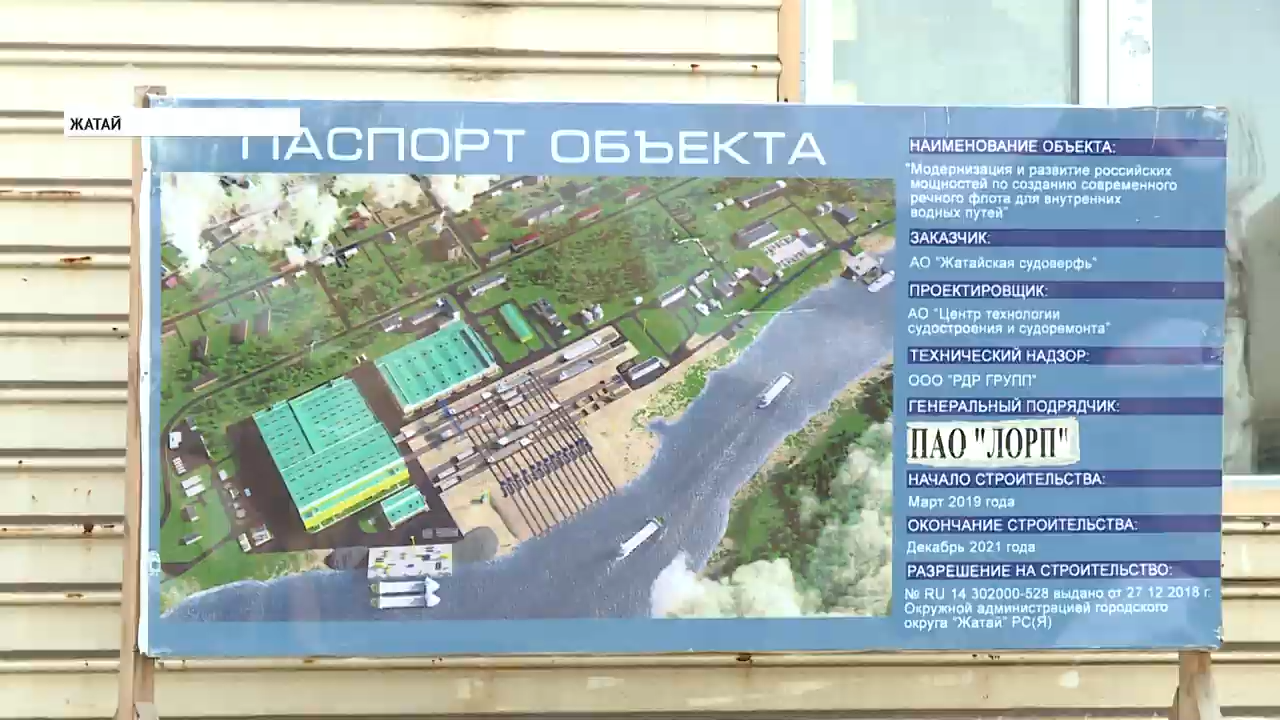 ЖАТАЙ
ПАСПОРТ ОБЪЕКТА
НАИМЕНОВАНИЕ ОБЪЕКТА:
"Модернизация и развитие российских
мощностей по созданию современного
речного флота для внутренних
водных путей"
ЗАКАЗЧИК:
АО "Жатайская судоверфь"
ПРОЕКТИРОВЩИК:
АО "Центр технологии
судостроения и судоремонта"
ТЕХНИЧЕСКИЙ НАДЗОР:
ООО "РДР ГРУПП"
ГЕНЕРАЛЬНЫЙ ПОДРЯДЧИК:
ПАО "ЛОРП"
НАЧАЛО СТРОИТЕЛЬСТВА:
Март 2019 года
ОКОНЧАНИЕ СТРОИТЕЛЬСТВА:
Декабрь 2021 года
РАЗРЕШЕНИЕ НА СТРОИТЕЛЬСТВО:
№ RU 14 302000-528 выдано от 27 12.2018 г.
Окружной администрацией городского
округа "Жатай" РС(Я)